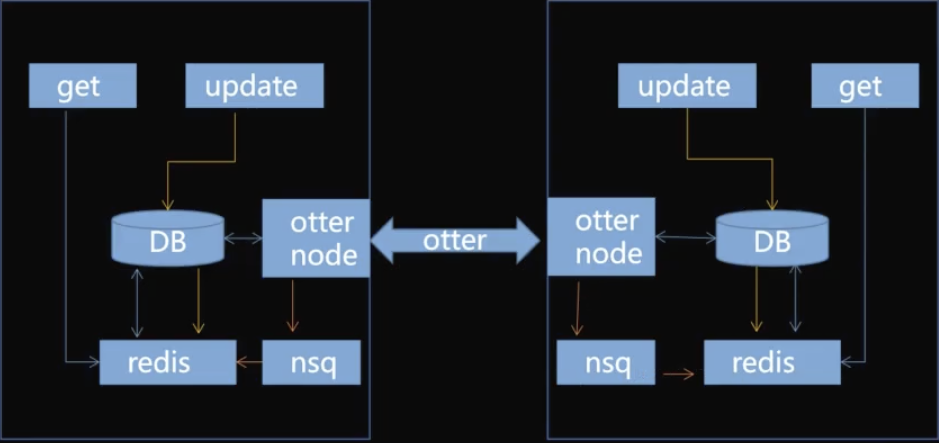 get
update
DB
otter
node
redis
nsq
otter
update
get
otter
node
DB
nsq
redis